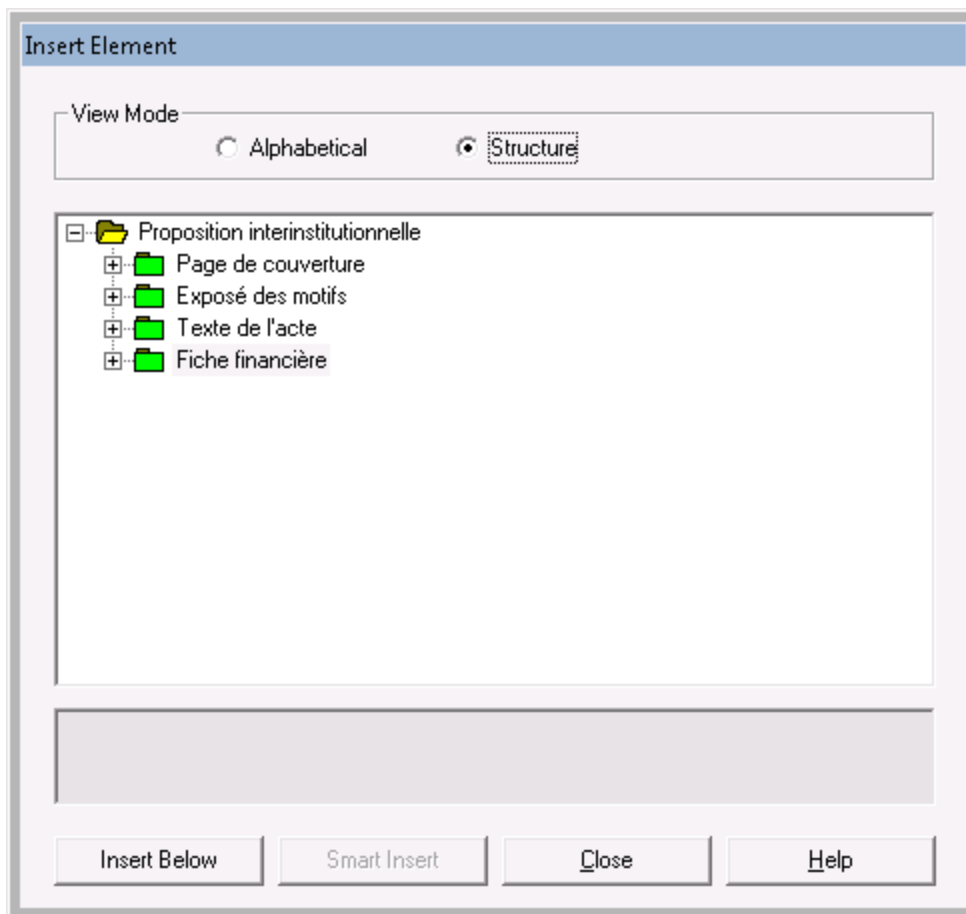 Insert Element
View Mode
Alphabetical Structure
Proposition interinstitutionnelle
Page de couverture
Exposé des motifs
Texte de l'acte
Fiche financière
Insert Below Smart Insert Close Help